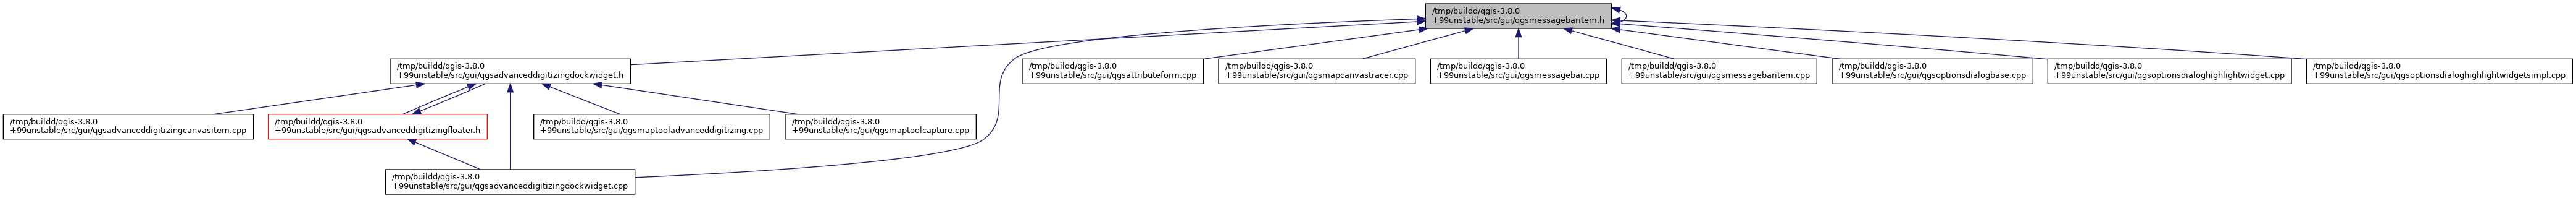 /tmp/buildd/qgis-3.8.0
+99unstable/src/gui/qgsmessagebaritem.h
/tmp/buildd/qgis-3.8.0
+99unstable/src/gui/qgsadvanceddigitizingdockwidget.h
/tmp/buildd/qgis-3.8.0
+99unstable/src/gui/qgsattributeform.cpp
/tmp/buildd/qgis-3.8.0
+99unstable/src/gui/qgsmapcanvastracer.cpp
/tmp/buildd/qgis-3.8.0
+99unstable/src/gui/qgsmessagebar.cpp
/tmp/buildd/qgis-3.8.0
+99unstable/src/gui/qgsmessagebaritem.cpp
/tmp/buildd/qgis-3.8.0
+99unstable/src/gui/qgsoptionsdialogbase.cpp
/tmp/buildd/qgis-3.8.0
+99unstable/src/gui/qgsoptionsdialoghighlightwidget.cpp
/tmp/buildd/qgis-3.8.0
+99unstable/src/gui/qgsoptionsdialoghighlightwidgetsimpl.cpp
/tmp/buildd/qgis-3.8.0
+99unstable/src/gui/qgsadvanceddigitizingcanvasitem.cpp
/tmp/buildd/qgis-3.8.0
+99unstable/src/gui/qgsadvanceddigitizingfloater.h
/tmp/buildd/qgis-3.8.0
+99unstable/src/gui/qgsmaptooladvanceddigitizing.cpp
/tmp/buildd/qgis-3.8.0
+99unstable/src/gui/qgsmaptoolcapture.cpp
/tmp/buildd/qgis-3.8.0
+99unstable/src/gui/qgsadvanceddigitizingdockwidget.cpp